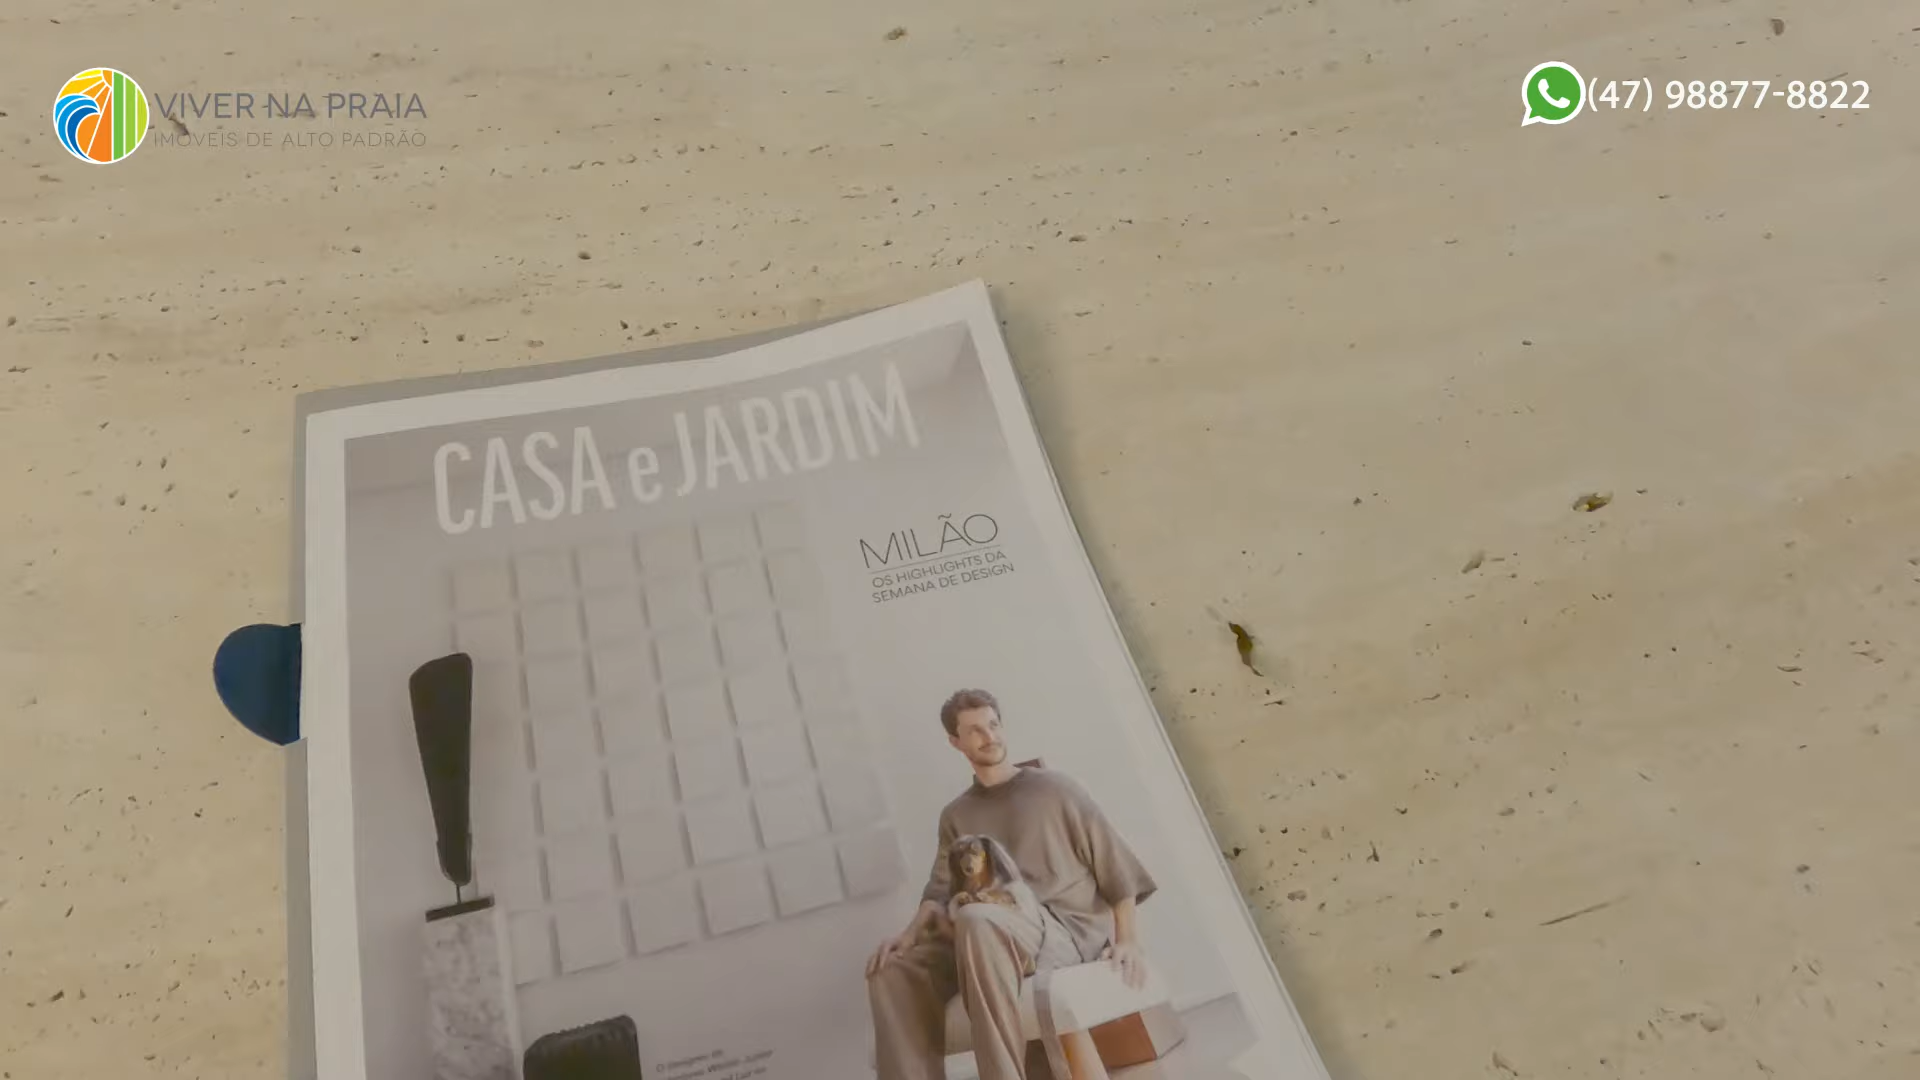 VIVER NA PRAIA
IMÓVEIS DE ALTO PADRÃO
(47) 98877-8822
CASA e JARDIM
MILÃO
OS HIGHLIGHTS DA
SEMANA DE DESIGN
O designer